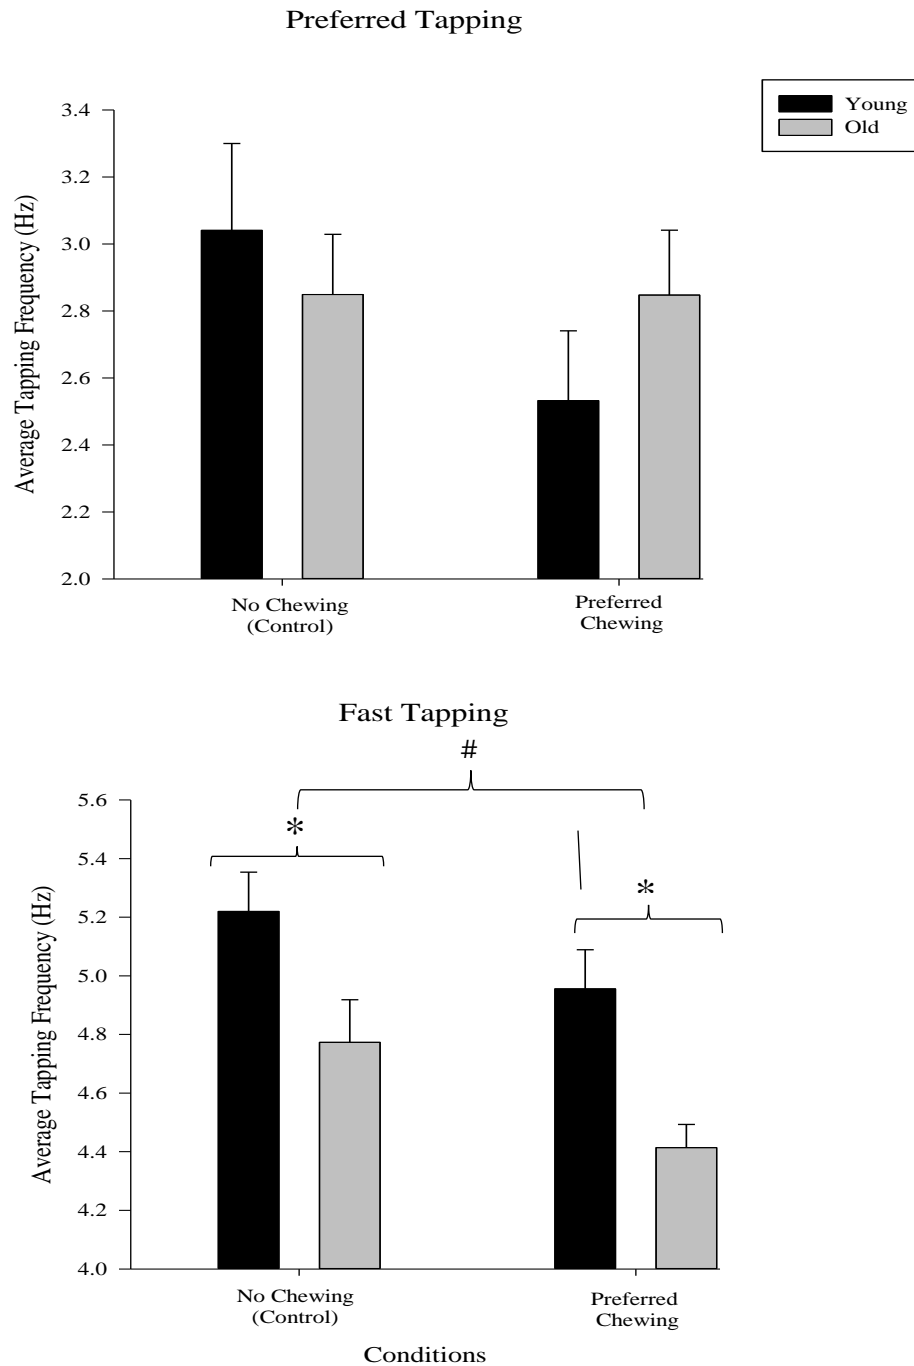 Preferred Tapping
Young
Old
Average Tapping Frequency (Hz)
3.4
3.2
3.0
2.8
2.6
2.4
2.2
2.0
No Chewing
(Control)
Preferred
Chewing
Fast Tapping
#
*
*
Average Tapping Frequency (Hz)
5.6
5.4
5.2
5.0
4.8
4.6
4.4
4.2
4.0
No Chewing
(Control)
Preferred
Chewing
Conditions